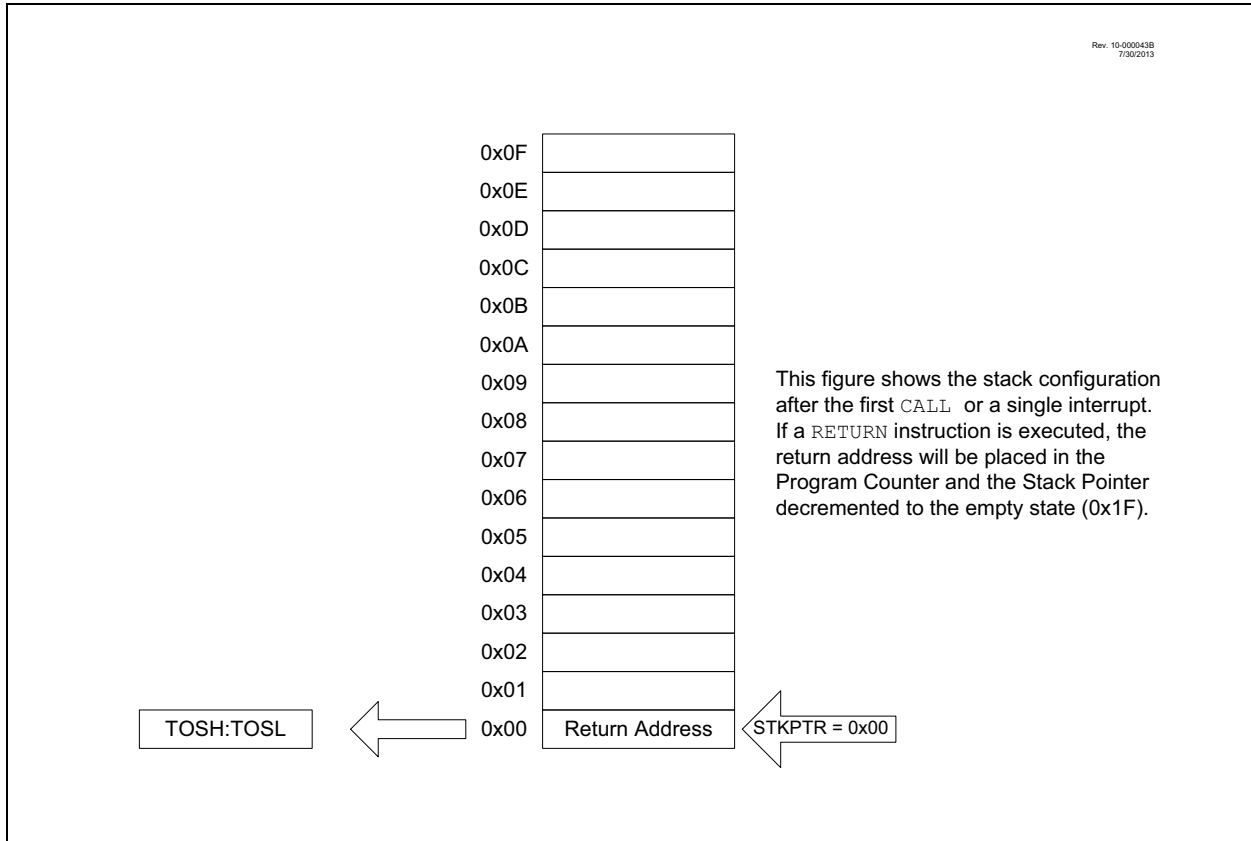 Rev. 10-000043B
7/30/2013
0x0F
0x0E
0x0D
0x0C
0x0B
0x0A
0x09
This figure shows the stack configuration
after the first CALL or a single interrupt.
0x08
If a RETURN instruction is executed, the
0x07
return address will be placed in the
Program Counter and the Stack Pointer
0x06
decremented to the empty state (0x1F).
0x05
0x04
0x03
0x02
0x01
TOSH:TOSL
0x00
Return Address
STKPTR = 0x00